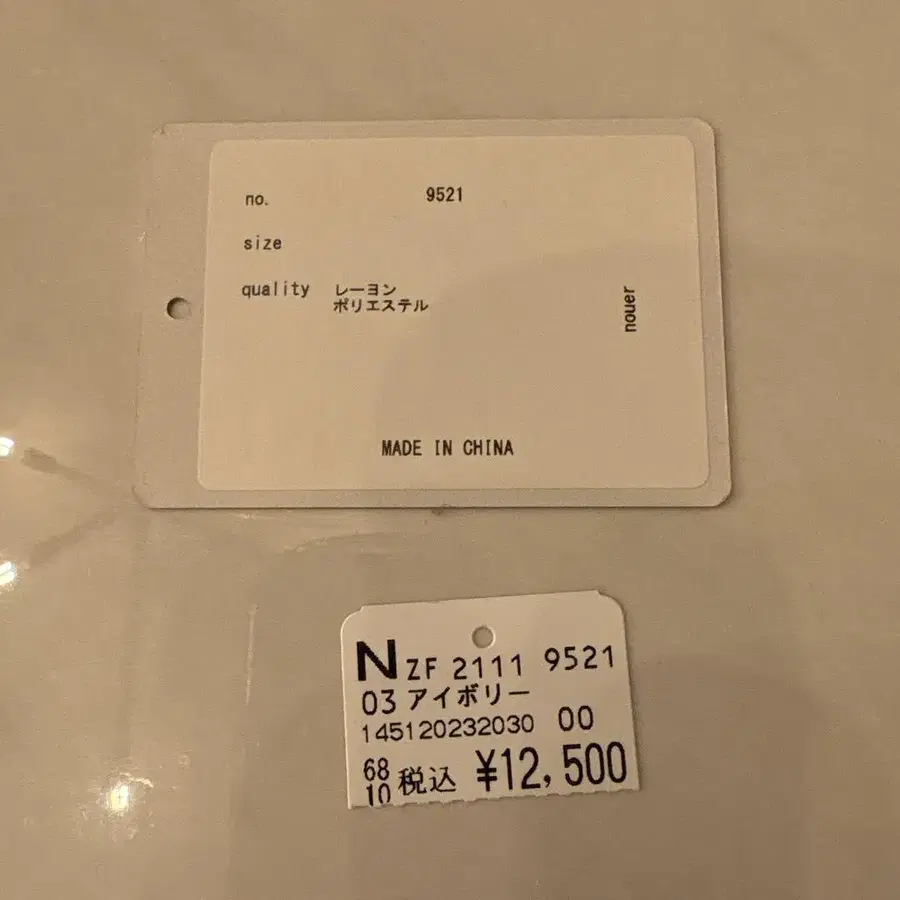 no. 9521
size
quality レーヨン
ポリエステル
nouer
MADE IN CHINA
N ZF 2111 9521
03 アイボリー
145120232030 00
68
10 税込 ¥12,500